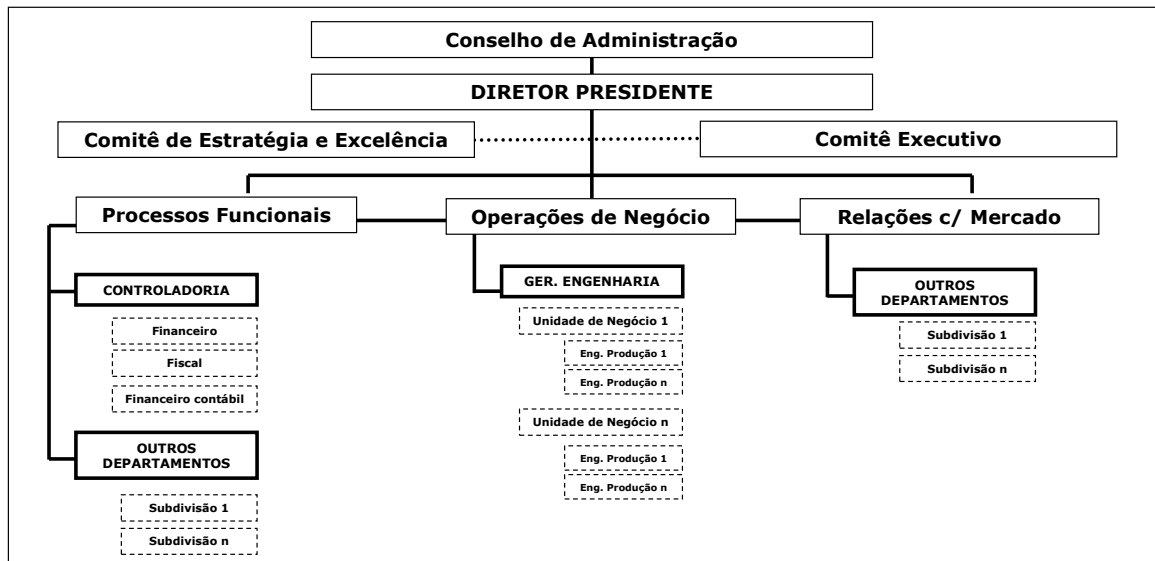 Conselho de Administração
DIRETOR PRESIDENTE
Comitê de Estratégia e Excelência
Comitê Executivo
Processos Funcionais
Operações de Negócio
Relações c/ Mercado
CONTROLADORIA
Financeiro
Fiscal
Financeiro contábil
OUTROS
DEPARTAMENTOS
Subdivisão 1
Subdivisão n
GER. ENGENHARIA
Unidade de Negócio 1
Eng. Produção 1
Eng. Produção n
Unidade de Negócio n
Eng. Produção 1
Eng. Produção n
OUTROS
DEPARTAMENTOS
Subdivisão 1
Subdivisão n